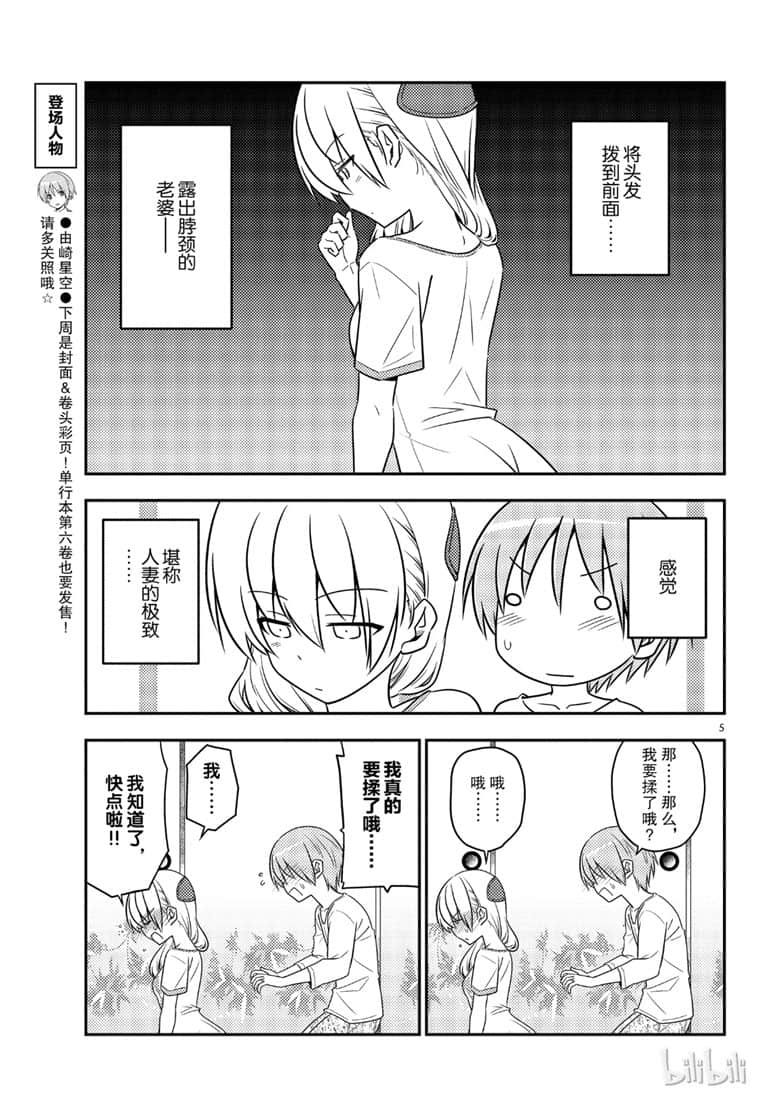 登场人物
●由崎星空●下周是封面&卷头彩页！单行本第六卷也要发售！
请多关照哦☆
将头发
拨到前面……
露出脖颈的
老婆——
感觉
堪称
人妻的极致
……
5
那……那么，
我要揉了哦？
哦……
哦……
我真的
要揉了哦……
我……
我知道了，
快点啦!!
bilibili